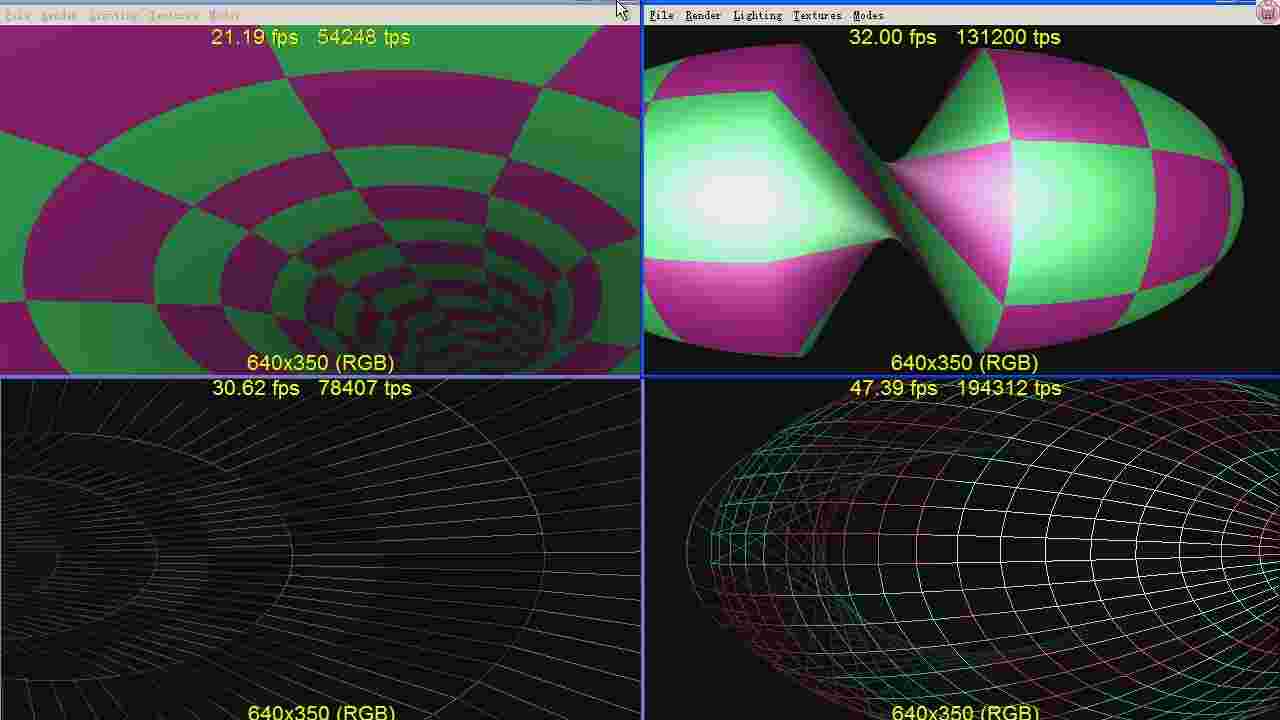 File Render Lighting Textures Modes
21.19 fps 54248 tps
640x350 (RGB)
File Render Lighting Textures Modes
32.00 fps 131200 tps
640x350 (RGB)
30.62 fps 78407 tps
640x350 (RGB)
47.39 fps 194312 tps
640x350 (RGB)